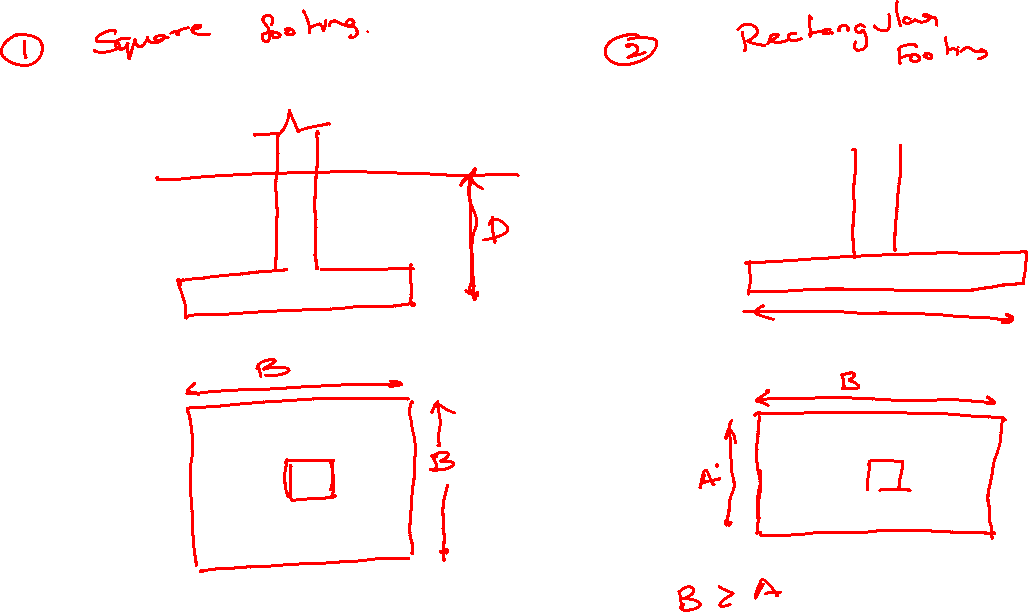 ① Square footing.
② Rectangular
Footing
D
B
B
B
A
B ≥ A